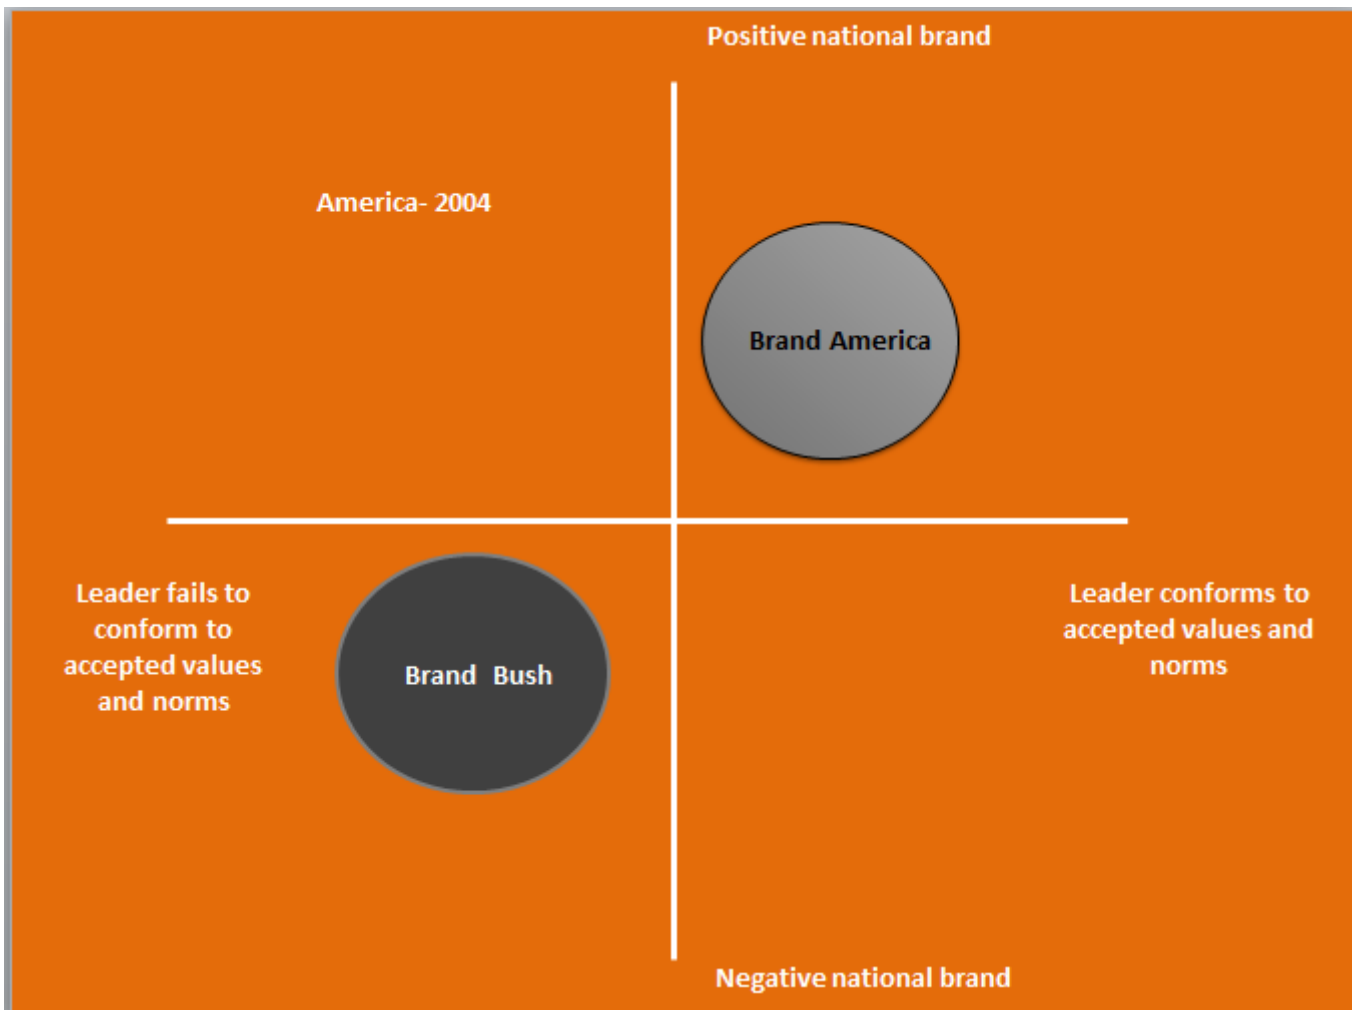 Positive national brand
America- 2004
Brand America
Leader fails to
conform to
accepted values
and norms
Leader conforms to
accepted values and
norms
Brand  Bush
Negative national brand